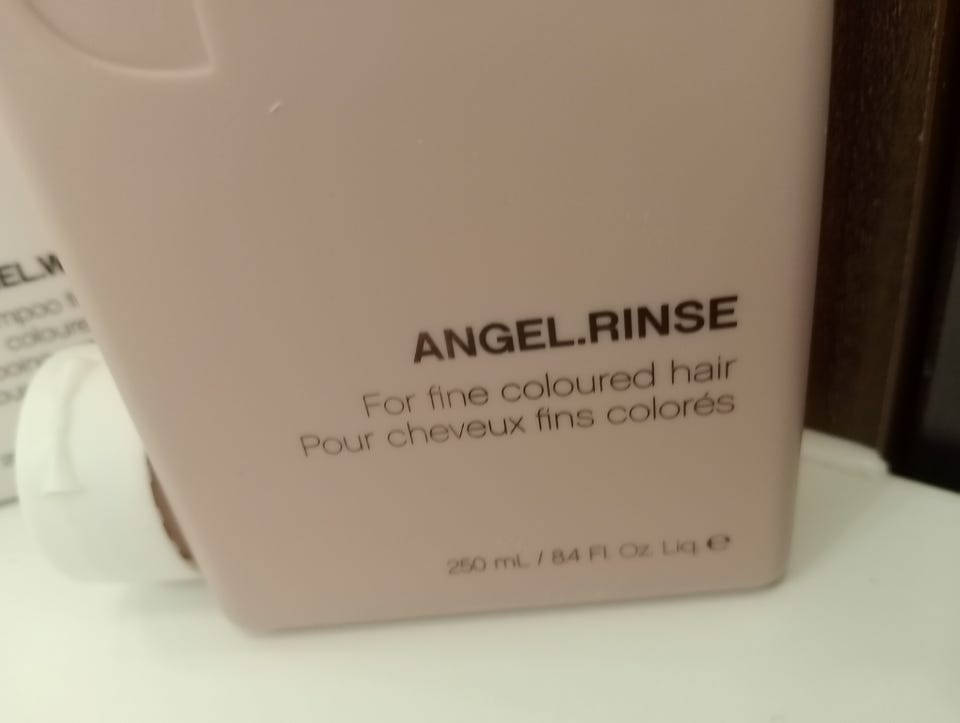 ANGEL.RINSE
For fine coloured hair
Pour cheveux fins colorés
250 mL / 8.4 Fl. Oz. Liq. ℮